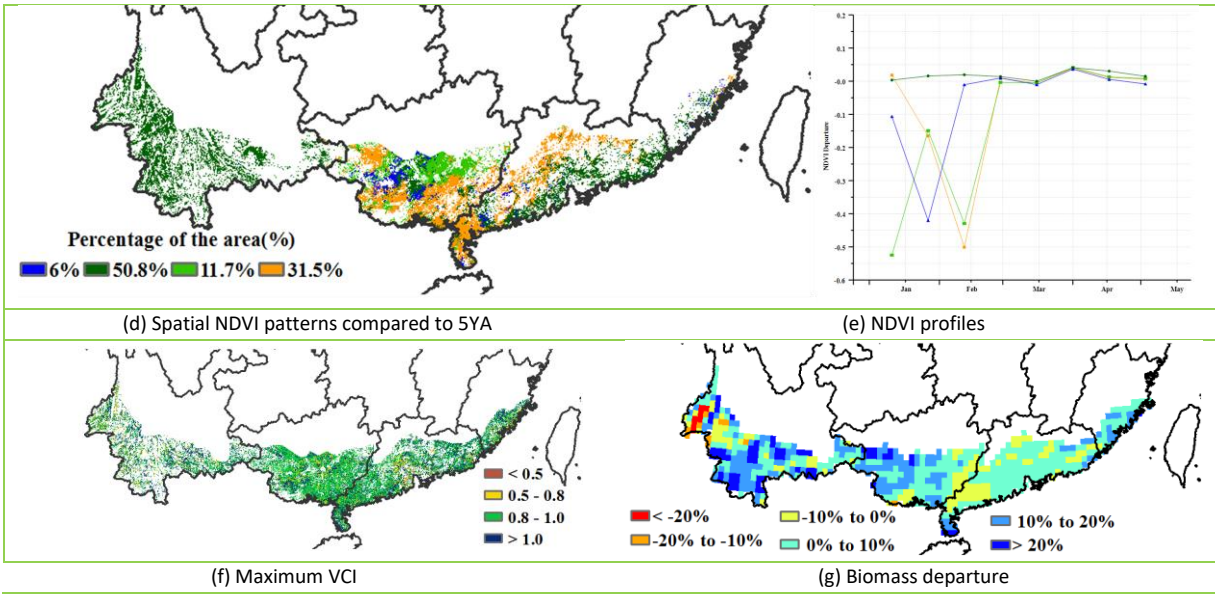 Percentage of the area(%)
6% 50.8% 11.7% 31.5%
0.2
0.1
-0.0
-0.1
-0.2
-0.3
-0.4
-0.5
-0.6
NDVI Departure
Jan Feb Mar Apr May
(d) Spatial NDVI patterns compared to 5YA
(e) NDVI profiles
< 0.5
0.5 - 0.8
0.8 - 1.0
> 1.0
< -20% -10% to 0% 10% to 20%
-20% to -10% 0% to 10% > 20%
(f) Maximum VCI
(g) Biomass departure